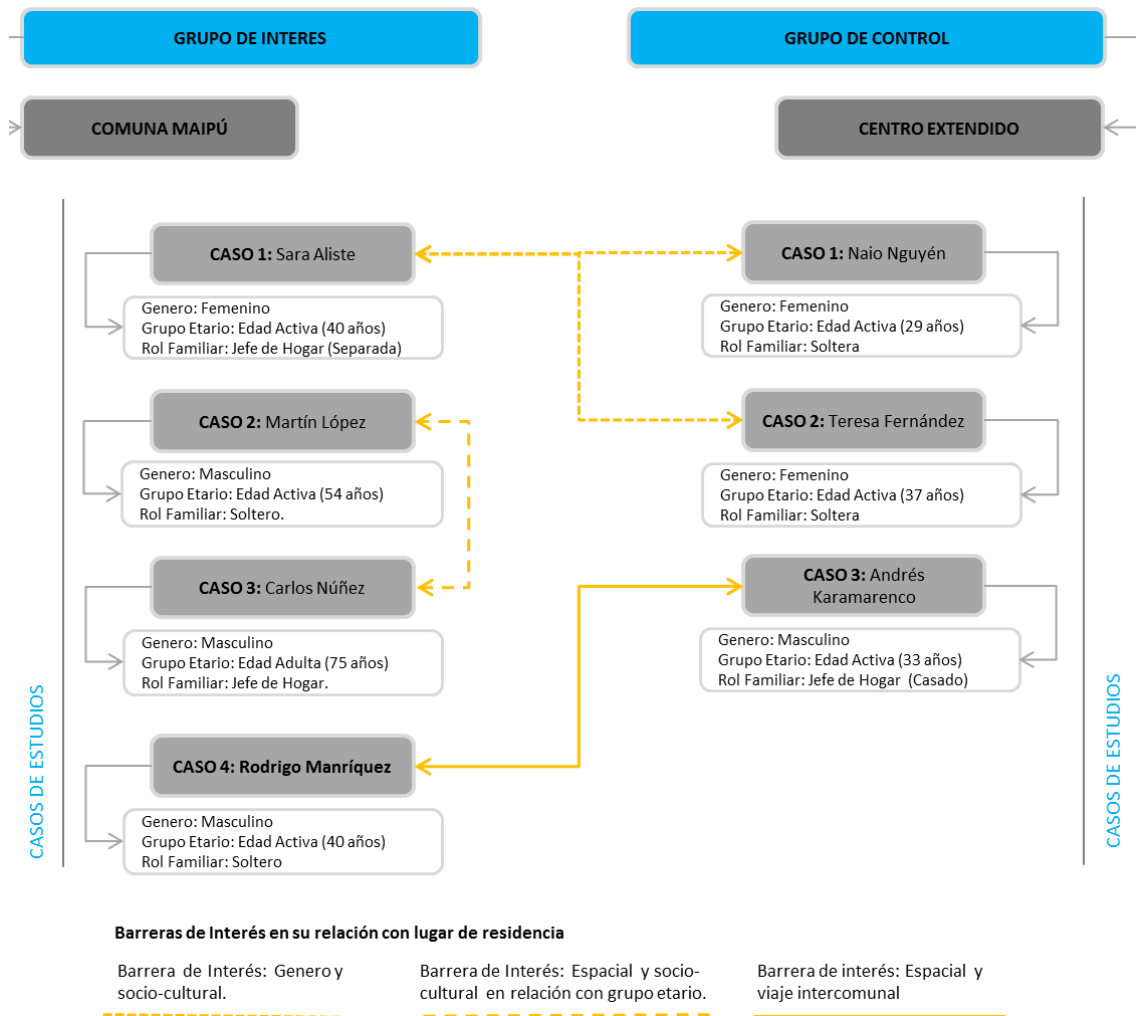 GRUPO DE INTERES
GRUPO DE CONTROL
COMUNA MAIPÚ
CENTRO EXTENDIDO
CASOS DE ESTUDIOS
CASO 1: Sara Aliste
Genero: Femenino
Grupo Etario: Edad Activa (40 años)
Rol Familiar: Jefe de Hogar (Separada)
CASO 2: Martín López
Genero: Masculino
Grupo Etario: Edad Activa (54 años)
Rol Familiar: Soltero.
CASO 3: Carlos Núñez
Genero: Masculino
Grupo Etario: Edad Adulta (75 años)
Rol Familiar: Jefe de Hogar.
CASO 4: Rodrigo Manríquez
Genero: Masculino
Grupo Etario: Edad Activa (40 años)
Rol Familiar: Soltero
CASO 1: Naio Nguyén
Genero: Femenino
Grupo Etario: Edad Activa (29 años)
Rol Familiar: Soltera
CASO 2: Teresa Fernández
Genero: Femenino
Grupo Etario: Edad Activa (37 años)
Rol Familiar: Soltera
CASO 3: Andrés
Karamarenco
Genero: Masculino
Grupo Etario: Edad Activa (33 años)
Rol Familiar: Jefe de Hogar (Casado)
CASOS DE ESTUDIOS
Barreras de Interés en su relación con lugar de residencia
Barrera de Interés: Genero y
socio-cultural.
Barrera de Interés: Espacial y socio-
cultural en relación con grupo etario.
Barrera de interés: Espacial y
viaje intercomunal